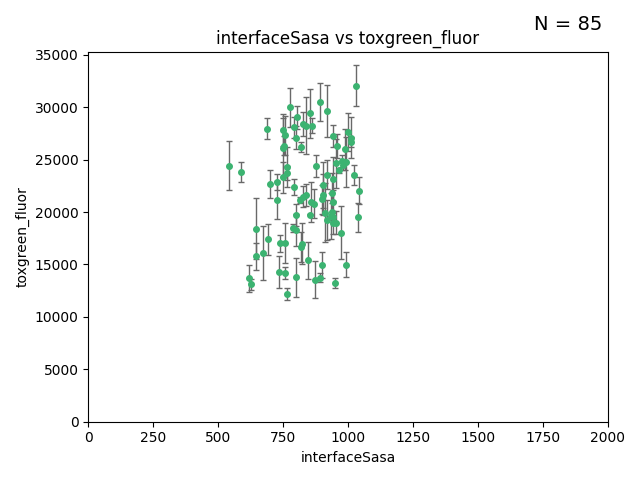 N = 85
interfaceSasa vs toxgreen_fluor
35000
30000
25000
20000
15000
10000
5000
0
toxgreen_fluor
0 250 500 750 1000 1250 1500 1750 2000
interfaceSasa